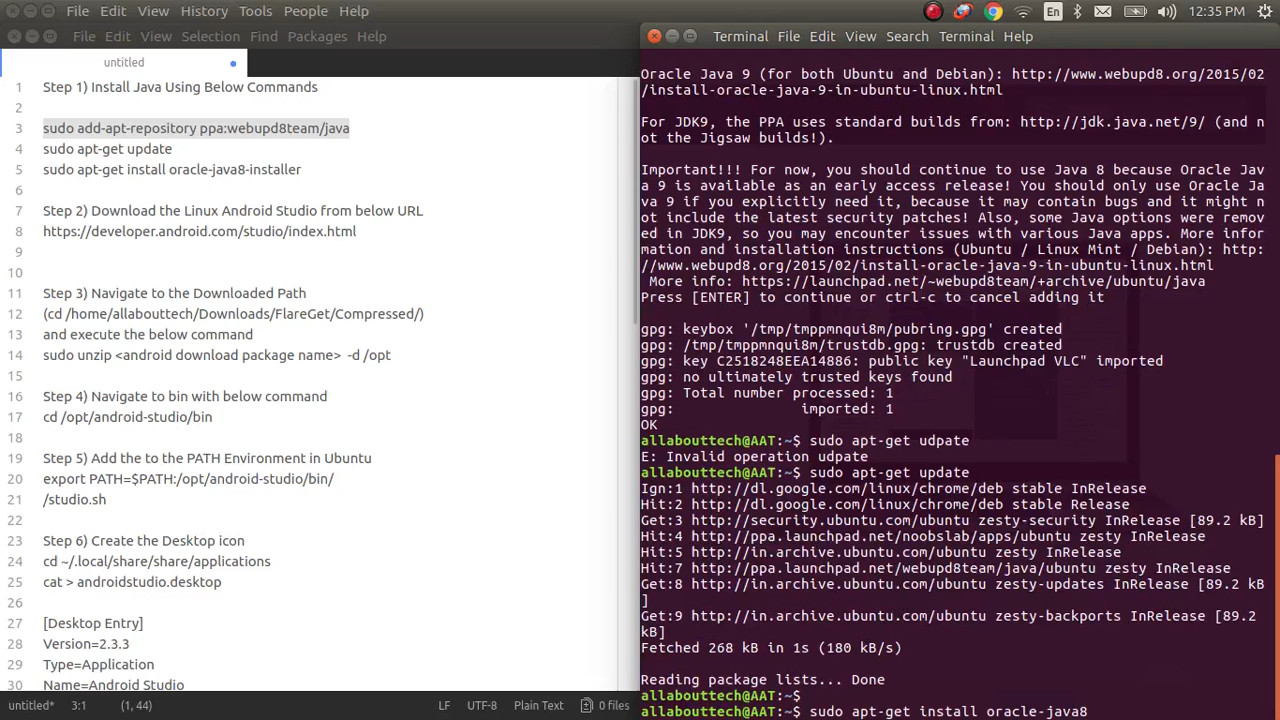 File Edit View History Tools People Help
En
12:35 PM
File Edit View Selection Find Packages Help
untitled
1 Step 1) Install Java Using Below Commands
2
3 sudo add-apt-repository ppa:webupd8team/java
4 sudo apt-get update
5 sudo apt-get install oracle-java8-installer
6
7 Step 2) Download the Linux Android Studio from below URL
8 https://developer.android.com/studio/index.html
9
10
11 Step 3) Navigate to the Downloaded Path
12 (cd /home/allabouttech/Downloads/FlareGet/Compressed/)
13 and execute the below command
14 sudo unzip <android download package name>  -d /opt
15
16 Step 4) Navigate to bin with below command
17 cd /opt/android-studio/bin
18
19 Step 5) Add the to the PATH Environment in Ubuntu
20 export PATH=$PATH:/opt/android-studio/bin/
21 /studio.sh
22
23 Step 6) Create the Desktop icon
24 cd ~/.local/share/share/applications
25 cat > androidstudio.desktop
26
27 [Desktop Entry]
28 Version=2.3.3
29 Type=Application
30 Name=Android Studio
untitled* 3:1 (1, 44) LF UTF-8 Plain Text 0 files
Terminal File Edit View Search Terminal Help
Oracle Java 9 (for both Ubuntu and Debian): http://www.webupd8.org/2015/02
/install-oracle-java-9-in-ubuntu-linux.html
For JDK9, the PPA uses standard builds from: http://jdk.java.net/9/ (and n
ot the Jigsaw builds!).
Important!!! For now, you should continue to use Java 8 because Oracle Jav
a 9 is available as an early access release! You should only use Oracle Ja
va 9 if you explicitly need it, because it may contain bugs and it might n
ot include the latest security patches! Also, some Java options were remov
ed in JDK9, so you may encounter issues with various Java apps. More infor
mation and installation instructions (Ubuntu / Linux Mint / Debian): http:
//www.webupd8.org/2015/02/install-oracle-java-9-in-ubuntu-linux.html
More info: https://launchpad.net/~webupd8team/+archive/ubuntu/java
Press [ENTER] to continue or ctrl-c to cancel adding it
gpg: keybox '/tmp/tmppmnqui8m/pubring.gpg' created
gpg: /tmp/tmppmnqui8m/trustdb.gpg: trustdb created
gpg: key C2518248EEA14886: public key "Launchpad VLC" imported
gpg: no ultimately trusted keys found
gpg: Total number processed: 1
gpg:               imported: 1
OK
allabouttech@AAT:~$ sudo apt-get udpate
E: Invalid operation udpate
allabouttech@AAT:~$ sudo apt-get update
Ign:1 http://dl.google.com/linux/chrome/deb stable InRelease
Hit:2 http://dl.google.com/linux/chrome/deb stable Release
Get:3 http://security.ubuntu.com/ubuntu zesty-security InRelease [89.2 kB]
Hit:4 http://ppa.launchpad.net/noobslab/apps/ubuntu zesty InRelease
Hit:5 http://in.archive.ubuntu.com/ubuntu zesty InRelease
Hit:7 http://ppa.launchpad.net/webupd8team/java/ubuntu zesty InRelease
Get:8 http://in.archive.ubuntu.com/ubuntu zesty-updates InRelease [89.2 kB
]
Get:9 http://in.archive.ubuntu.com/ubuntu zesty-backports InRelease [89.2
kB]
Fetched 268 kB in 1s (180 kB/s)
Reading package lists... Done
allabouttech@AAT:~$
allabouttech@AAT:~$ sudo apt-get install oracle-java8